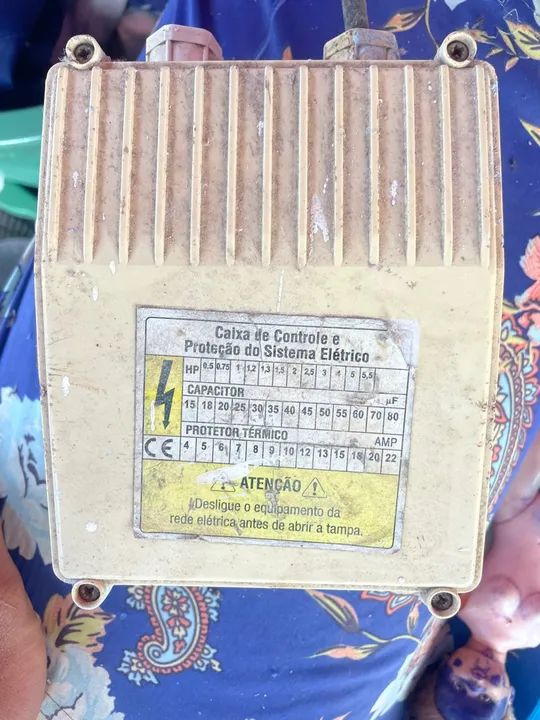 Caixa de Controle e
Proteção do Sistema Elétrico
HP 0.5 0.75 1 1,2 1,3 1.5 2 2,5 3 4 5 5,5
CAPACITOR µF
15 18 20 25 30 35 40 45 50 55 60 70 80
PROTETOR TÉRMICO AMP
CE 4 5 6 7 8 9 10 12 13 15 18 20 22
ATENÇÃO
Desligue o equipamento da
rede elétrica antes de abrir a tampa.